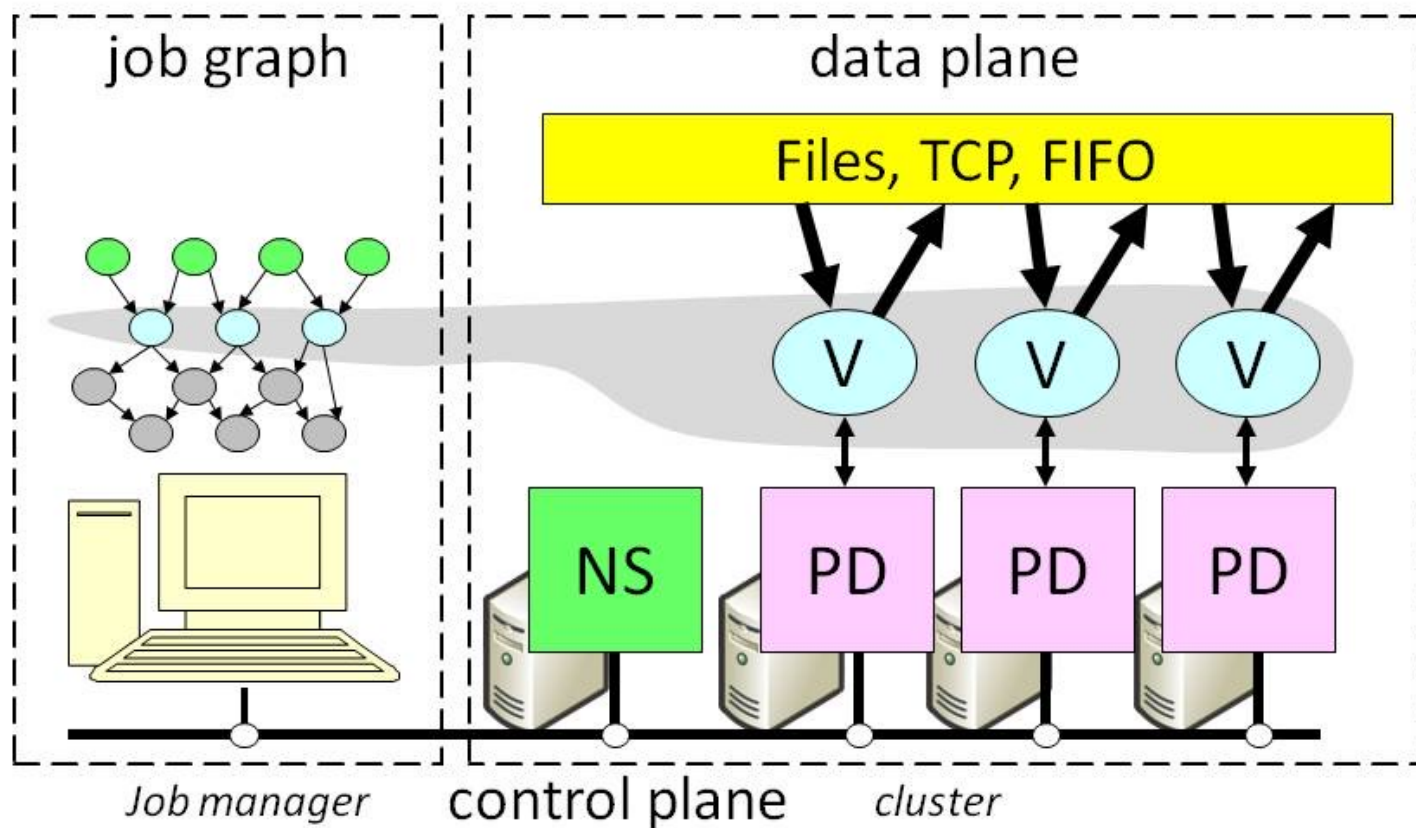 job graph
data plane
Files, TCP, FIFO
V V V
NS PD PD PD
Job manager control plane cluster